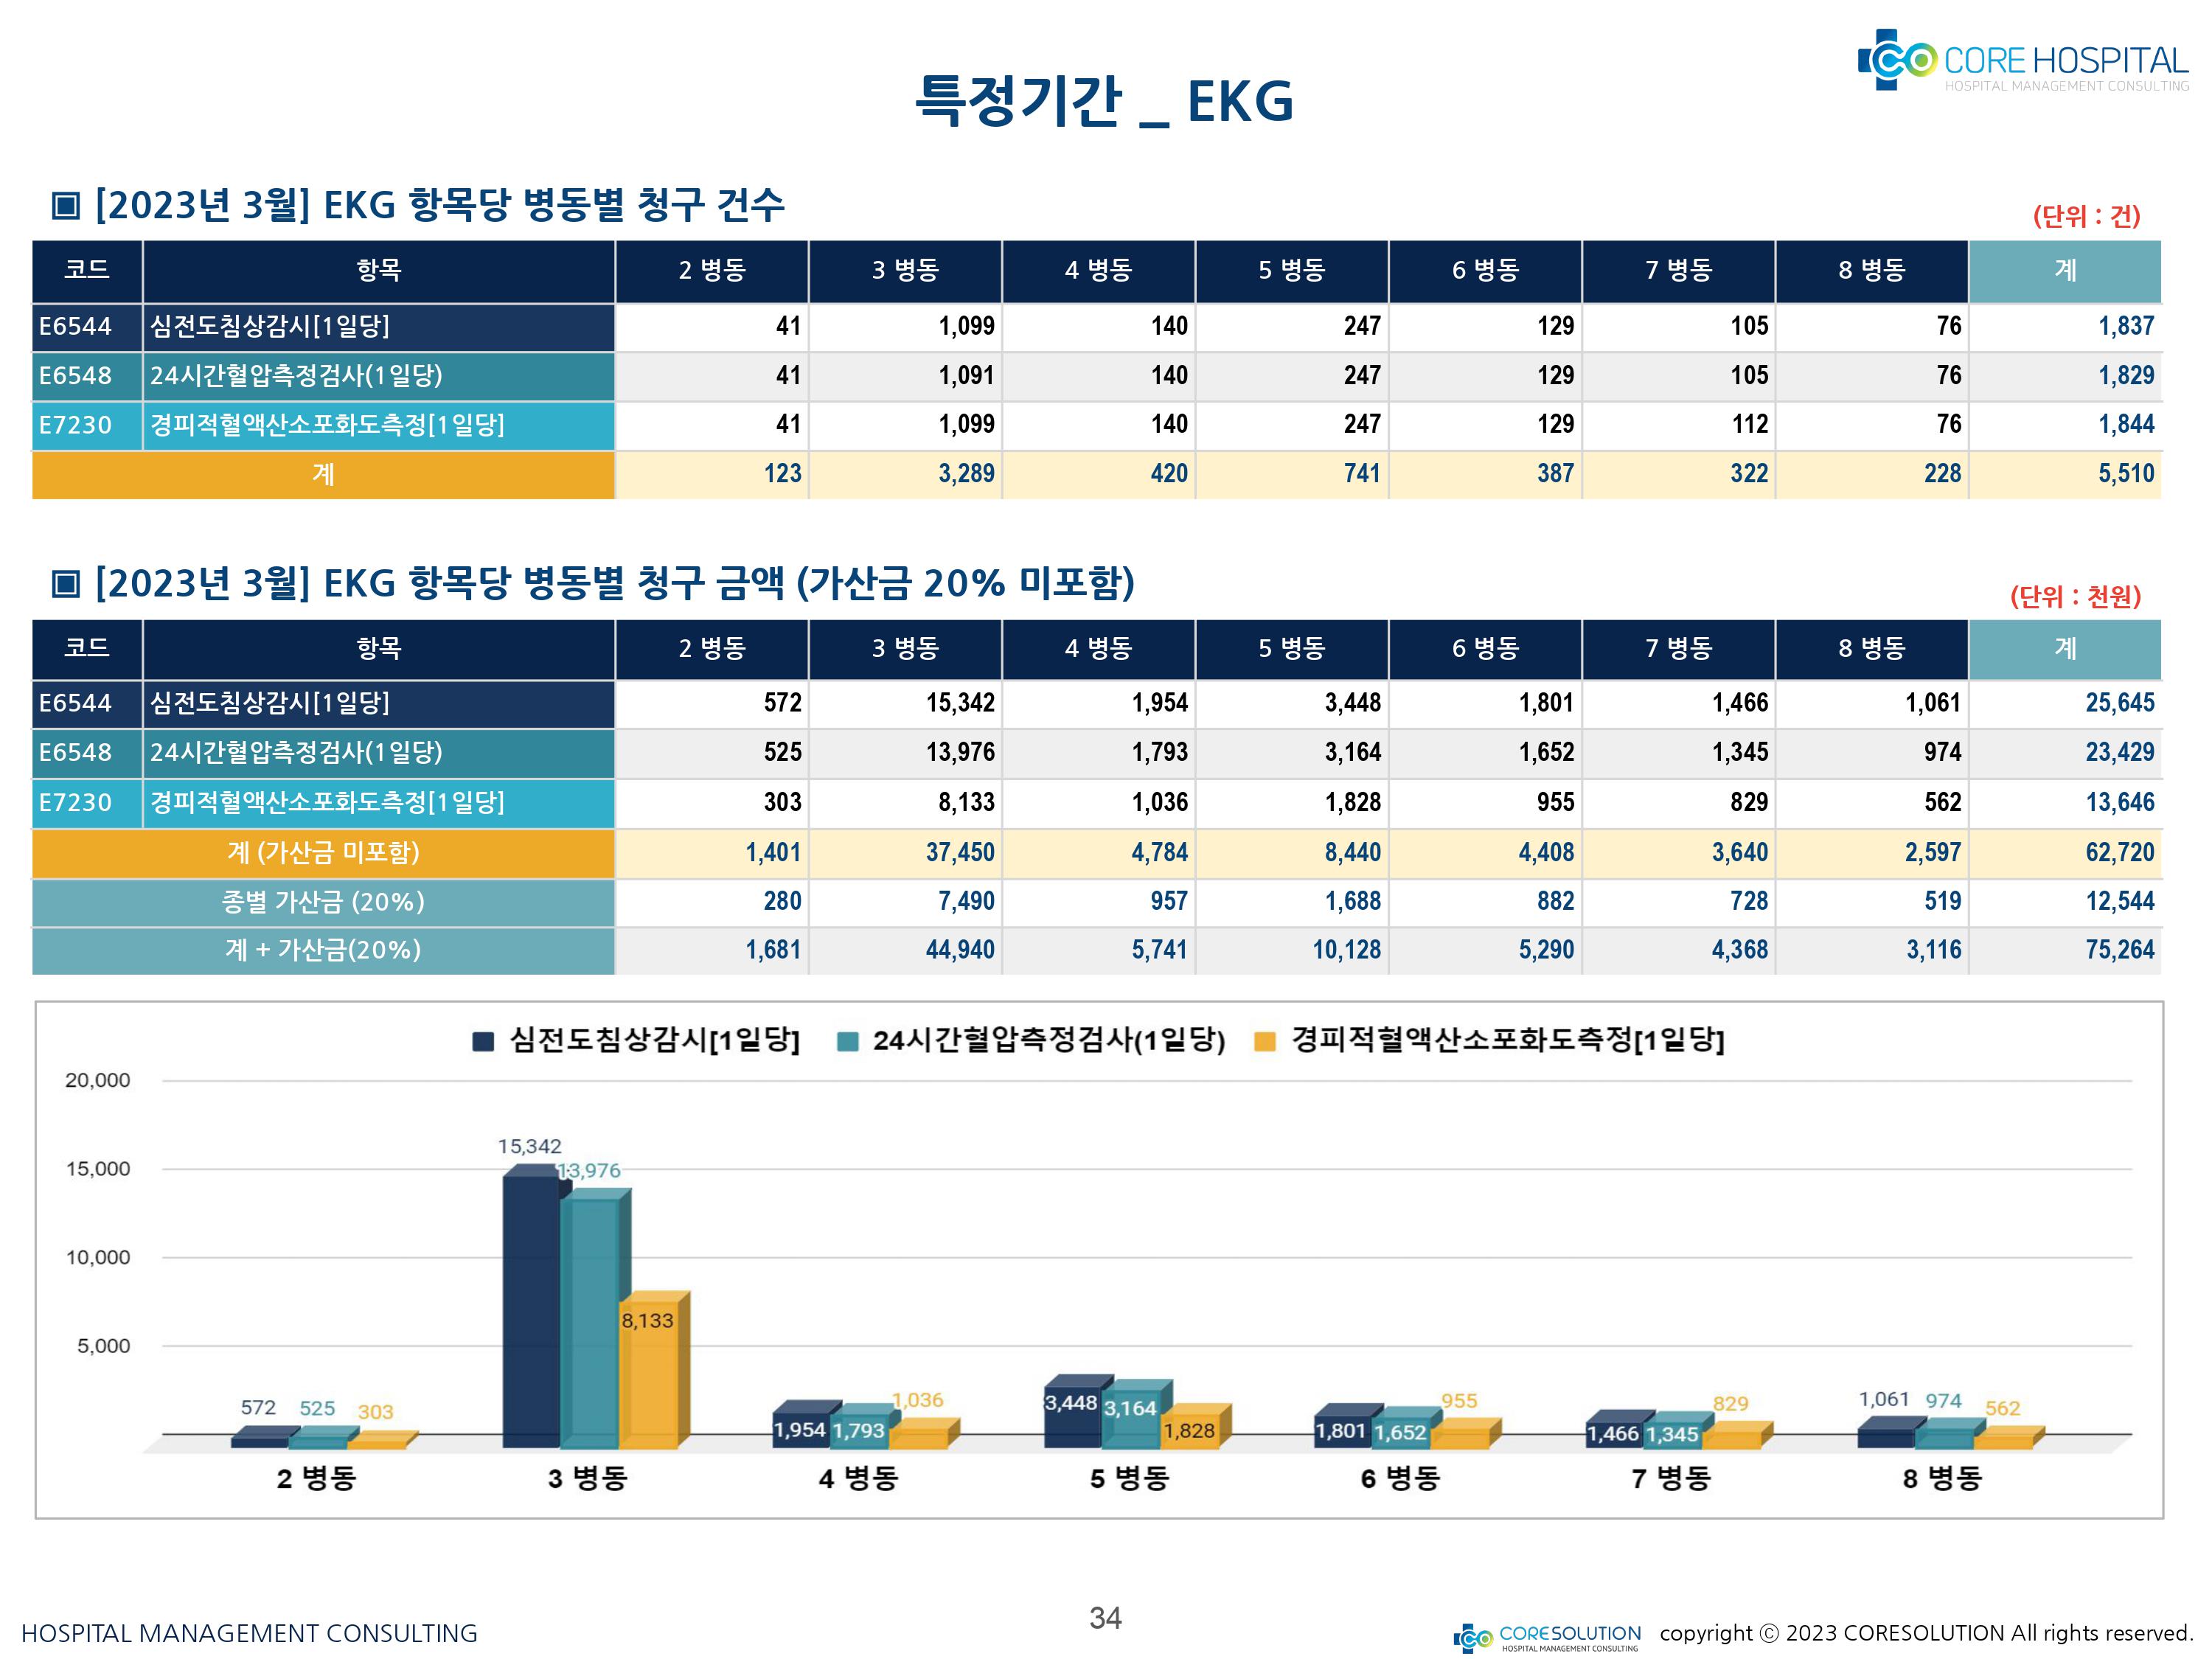 CO CORE HOSPITAL
HOSPITAL MANAGEMENT CONSULTING
특정기간 _ EKG
▣ [2023년 3월] EKG 항목당 병동별 청구 건수
(단위 : 건)
코드 항목 2 병동 3 병동 4 병동 5 병동 6 병동 7 병동 8 병동 계
E6544 심전도침상감시[1일당] 41 1,099 140 247 129 105 76 1,837
E6548 24시간혈압측정검사(1일당) 41 1,091 140 247 129 105 76 1,829
E7230 경피적혈액산소포화도측정[1일당] 41 1,099 140 247 129 112 76 1,844
계 123 3,289 420 741 387 322 228 5,510
▣ [2023년 3월] EKG 항목당 병동별 청구 금액 (가산금 20% 미포함)
(단위 : 천원)
코드 항목 2 병동 3 병동 4 병동 5 병동 6 병동 7 병동 8 병동 계
E6544 심전도침상감시[1일당] 572 15,342 1,954 3,448 1,801 1,466 1,061 25,645
E6548 24시간혈압측정검사(1일당) 525 13,976 1,793 3,164 1,652 1,345 974 23,429
E7230 경피적혈액산소포화도측정[1일당] 303 8,133 1,036 1,828 955 829 562 13,646
계 (가산금 미포함) 1,401 37,450 4,784 8,440 4,408 3,640 2,597 62,720
종별 가산금 (20%) 280 7,490 957 1,688 882 728 519 12,544
계 + 가산금(20%) 1,681 44,940 5,741 10,128 5,290 4,368 3,116 75,264
심전도침상감시[1일당] 24시간혈압측정검사(1일당) 경피적혈액산소포화도측정[1일당]
20,000
15,000
10,000
5,000
572 525 303
15,342 13,976 8,133
1,954 1,793 1,036
3,448 3,164 1,828
1,801 1,652 955
1,466 1,345 829
1,061 974 562
2 병동 3 병동 4 병동 5 병동 6 병동 7 병동 8 병동
HOSPITAL MANAGEMENT CONSULTING
34
CO CORESOLUTION
HOSPITAL MANAGEMENT CONSULTING
copyright ⓒ 2023 CORESOLUTION All rights reserved.